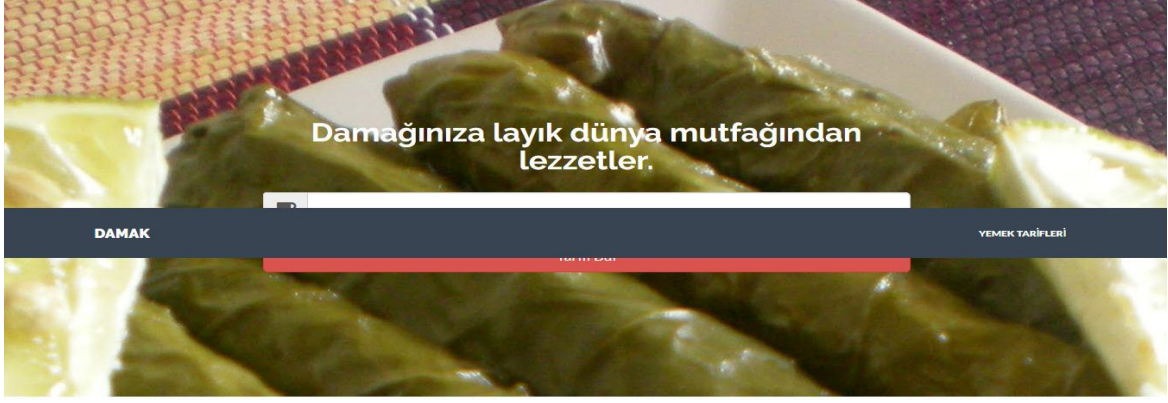 Damağınıza layık dünya mutfağından
lezzetler.
DAMAK
YEMEK TARİFLERİ